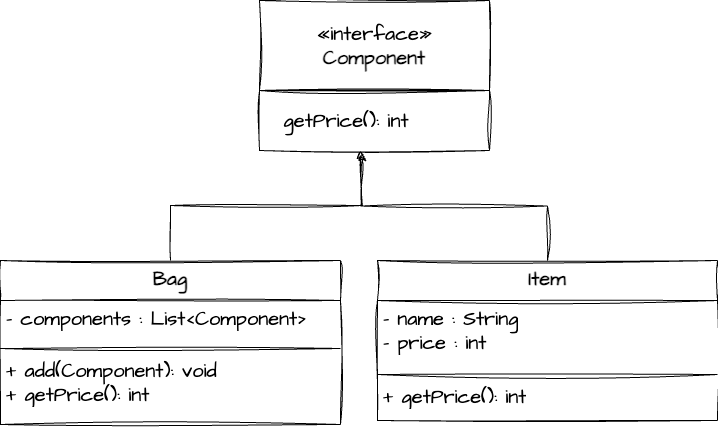 «interface»
Component
getPrice(): int
Bag
- components : List<Component>
+ add(Component): void
+ getPrice(): int
Item
- name : String
- price : int
+ getPrice(): int